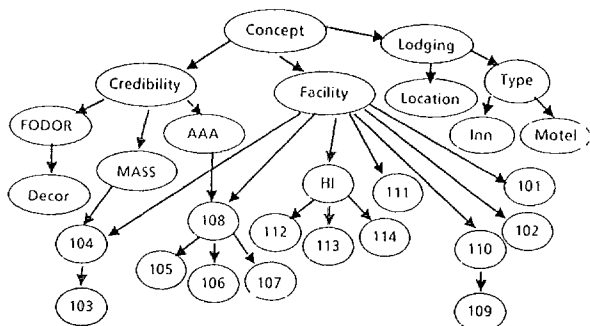 Concept
Lodging
Credibility
Facility
Type
Location
FODOR
AAA
Inn
Motel
MASS
Decor
HI
111
101
108
112
113
114
102
104
110
105
106
107
103
109